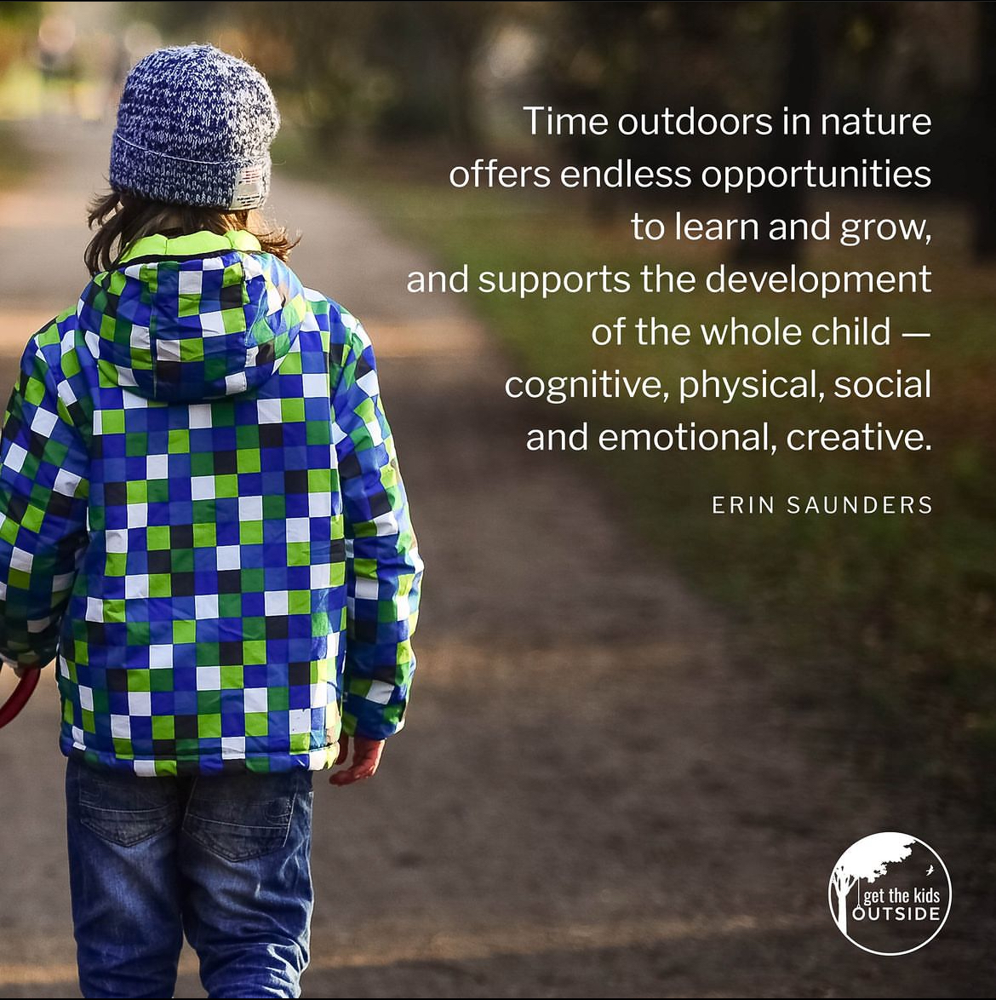 Time outdoors in nature
offers endless opportunities
to learn and grow,
and supports the development
of the whole child —
cognitive, physical, social
and emotional, creative.
ERIN SAUNDERS
get the kids
OUTSIDE